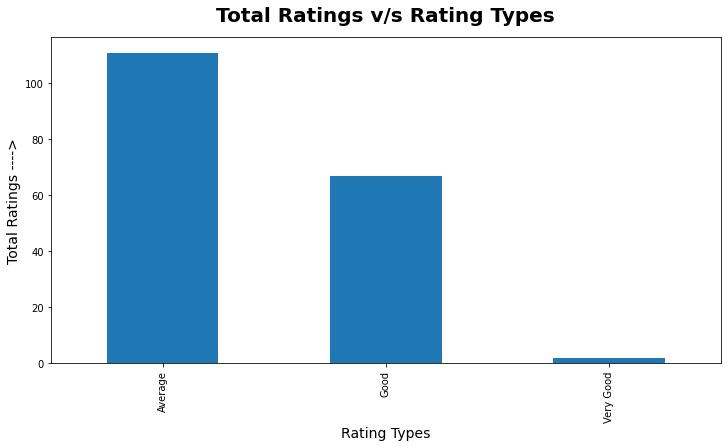 Total Ratings v/s Rating Types
Total Ratings ---->
100
80
60
40
20
0
Average
Good
Very Good
Rating Types